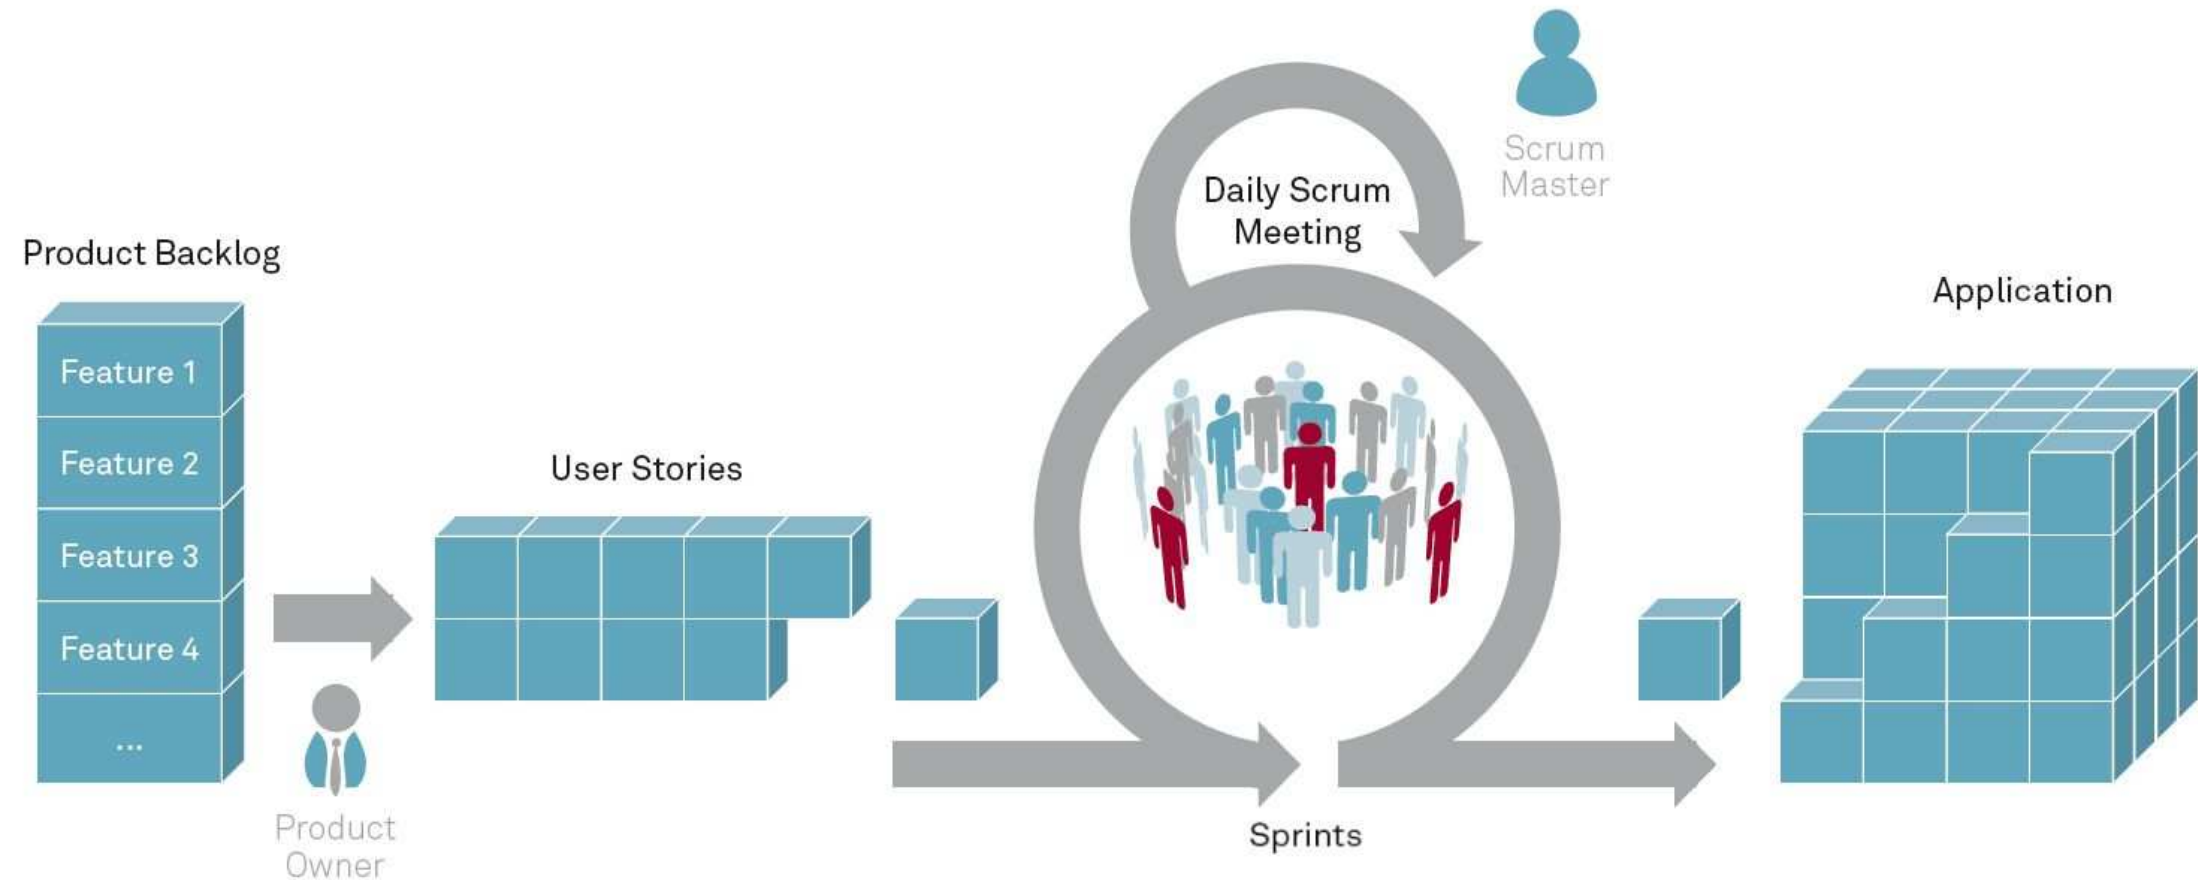 Product Backlog
Feature 1
Feature 2
Feature 3
Feature 4
...
Product
Owner
User Stories
Daily Scrum
Meeting
Scrum
Master
Sprints
Application